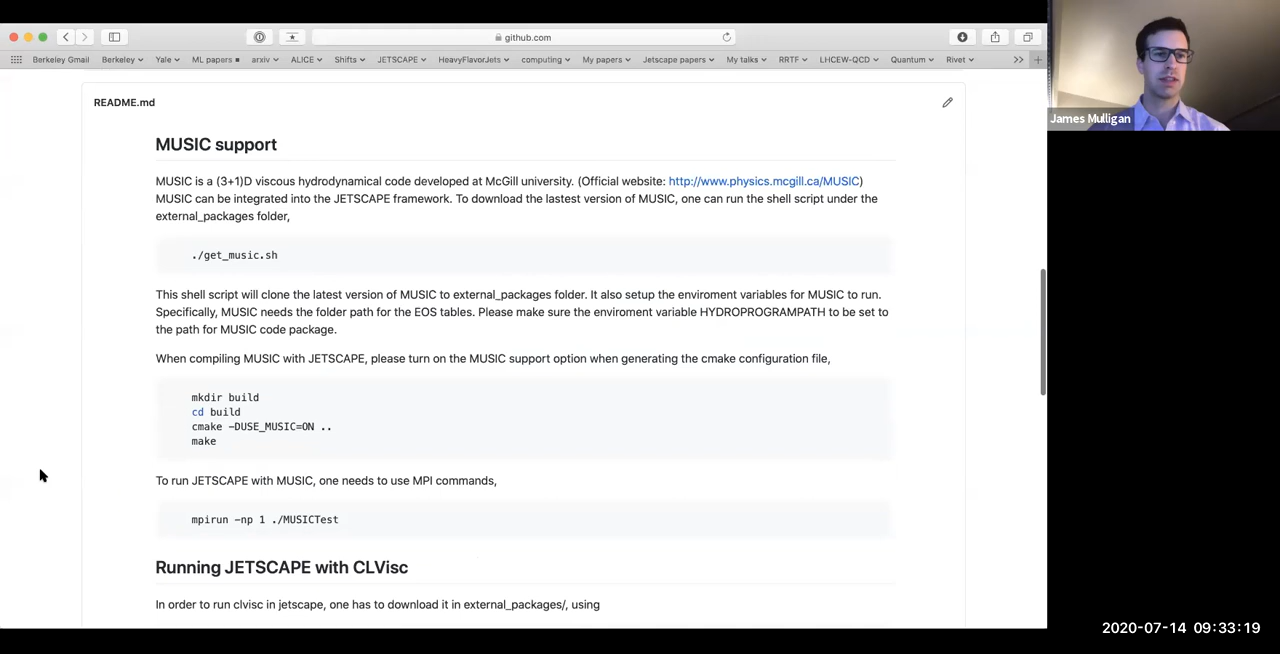 github.com
Berkeley Gmail Berkeley Yale ML papers arxiv ALICE Shifts JETSCAPE HeavyFlavorJets computing My papers Jetscape papers My talks RRTF LHCEW-QCD Quantum Rivet >> +
James Mulligan
README.md
MUSIC support
MUSIC is a (3+1)D viscous hydrodynamical code developed at McGill university. (Official website: http://www.physics.mcgill.ca/MUSIC)
MUSIC can be integrated into the JETSCAPE framework. To download the lastest version of MUSIC, one can run the shell script under the
external_packages folder,
./get_music.sh
This shell script will clone the latest version of MUSIC to external_packages folder. It also setup the enviroment variables for MUSIC to run.
Specifically, MUSIC needs the folder path for the EOS tables. Please make sure the enviroment variable HYDROPROGRAMPATH to be set to
the path for MUSIC code package.
When compiling MUSIC with JETSCAPE, please turn on the MUSIC support option when generating the cmake configuration file,
mkdir build
cd build
cmake -DUSE_MUSIC=ON ..
make
To run JETSCAPE with MUSIC, one needs to use MPI commands,
mpirun -np 1 ./MUSICTest
Running JETSCAPE with CLVisc
In order to run clvisc in jetscape, one has to download it in external_packages/, using
2020-07-14 09:33:19